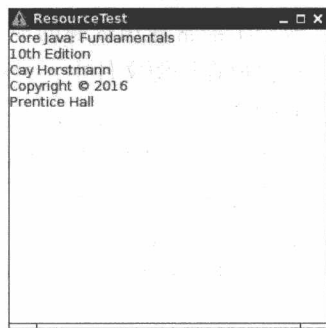 ResourceTest
Core Java: Fundamentals
10th Edition
Cay Horstmann
Copyright © 2016
Prentice Hall